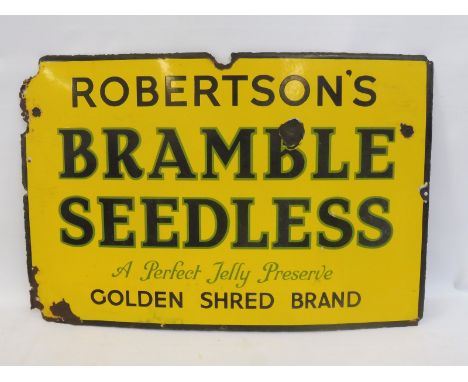 ROBERTSON'S
BRAMBLE
SEEDLESS
A Perfect Jelly Preserve
GOLDEN SHRED BRAND